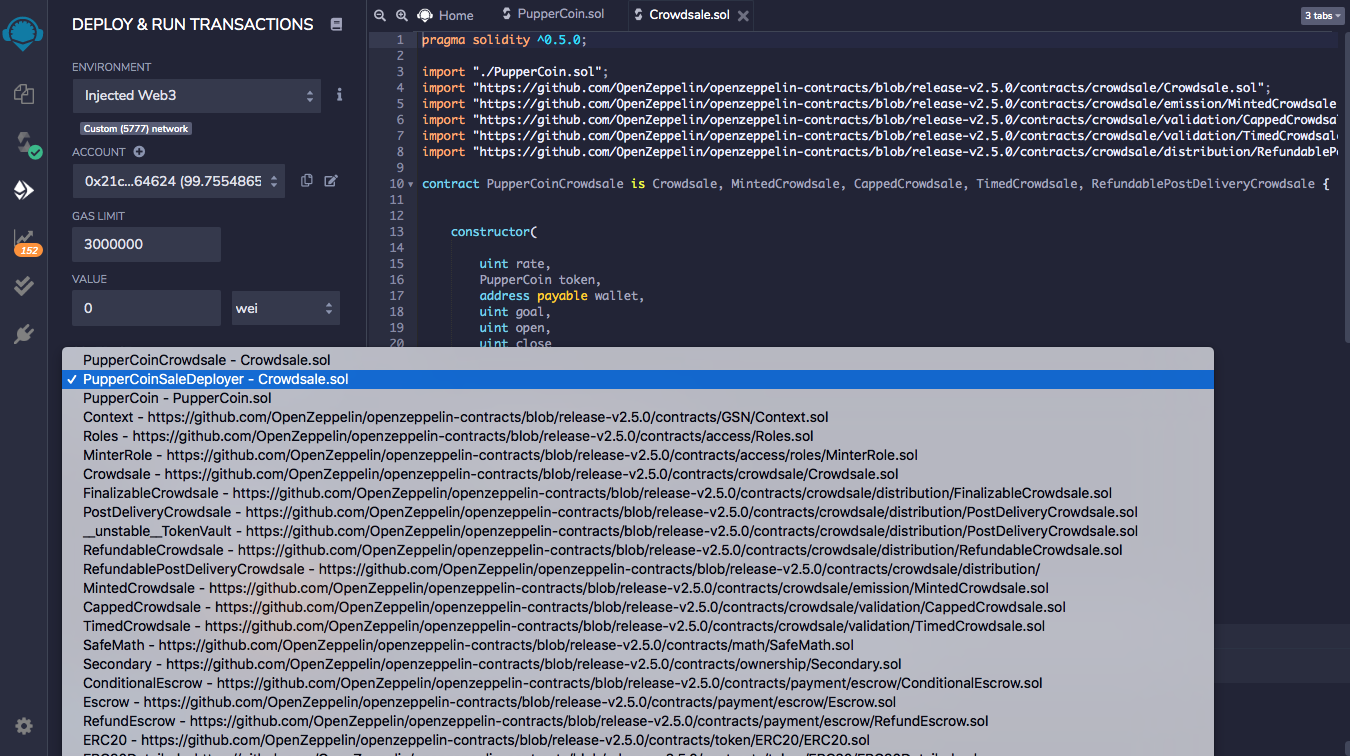 DEPLOY & RUN TRANSACTIONS
ENVIRONMENT
Injected Web3
Custom (5777) network
ACCOUNT
0x21c...64624 (99.7554865
GAS LIMIT
3000000
VALUE
0
wei
152
Home
PupperCoin.sol
Crowdsale.sol
3 tabs
1 pragma solidity ^0.5.0;
2
3 import "./PupperCoin.sol";
4 import "https://github.com/OpenZeppelin/openzeppelin-contracts/blob/release-v2.5.0/contracts/crowdsale/Crowdsale.sol";
5 import "https://github.com/OpenZeppelin/openzeppelin-contracts/blob/release-v2.5.0/contracts/crowdsale/emission/MintedCrowdsale
6 import "https://github.com/OpenZeppelin/openzeppelin-contracts/blob/release-v2.5.0/contracts/crowdsale/validation/CappedCrowdsa
7 import "https://github.com/OpenZeppelin/openzeppelin-contracts/blob/release-v2.5.0/contracts/crowdsale/validation/TimedCrowdsal
8 import "https://github.com/OpenZeppelin/openzeppelin-contracts/blob/release-v2.5.0/contracts/crowdsale/distribution/RefundableP
9
10 contract PupperCoinCrowdsale is Crowdsale, MintedCrowdsale, CappedCrowdsale, TimedCrowdsale, RefundablePostDeliveryCrowdsale {
11
12
13 constructor(
14
15 uint rate,
16 PupperCoin token,
17 address payable wallet,
18 uint goal,
19 uint open,
20 uint close
PupperCoinCrowdsale - Crowdsale.sol
✓ PupperCoinSaleDeployer - Crowdsale.sol
PupperCoin - PupperCoin.sol
Context - https://github.com/OpenZeppelin/openzeppelin-contracts/blob/release-v2.5.0/contracts/GSN/Context.sol
Roles - https://github.com/OpenZeppelin/openzeppelin-contracts/blob/release-v2.5.0/contracts/access/Roles.sol
MinterRole - https://github.com/OpenZeppelin/openzeppelin-contracts/blob/release-v2.5.0/contracts/access/roles/MinterRole.sol
Crowdsale - https://github.com/OpenZeppelin/openzeppelin-contracts/blob/release-v2.5.0/contracts/crowdsale/Crowdsale.sol
FinalizableCrowdsale - https://github.com/OpenZeppelin/openzeppelin-contracts/blob/release-v2.5.0/contracts/crowdsale/distribution/FinalizableCrowdsale.sol
PostDeliveryCrowdsale - https://github.com/OpenZeppelin/openzeppelin-contracts/blob/release-v2.5.0/contracts/crowdsale/distribution/PostDeliveryCrowdsale.sol
__unstable__TokenVault - https://github.com/OpenZeppelin/openzeppelin-contracts/blob/release-v2.5.0/contracts/crowdsale/distribution/PostDeliveryCrowdsale.sol
RefundableCrowdsale - https://github.com/OpenZeppelin/openzeppelin-contracts/blob/release-v2.5.0/contracts/crowdsale/distribution/RefundableCrowdsale.sol
RefundablePostDeliveryCrowdsale - https://github.com/OpenZeppelin/openzeppelin-contracts/blob/release-v2.5.0/contracts/crowdsale/distribution/
MintedCrowdsale - https://github.com/OpenZeppelin/openzeppelin-contracts/blob/release-v2.5.0/contracts/crowdsale/emission/MintedCrowdsale.sol
CappedCrowdsale - https://github.com/OpenZeppelin/openzeppelin-contracts/blob/release-v2.5.0/contracts/crowdsale/validation/CappedCrowdsale.sol
TimedCrowdsale - https://github.com/OpenZeppelin/openzeppelin-contracts/blob/release-v2.5.0/contracts/crowdsale/validation/TimedCrowdsale.sol
SafeMath - https://github.com/OpenZeppelin/openzeppelin-contracts/blob/release-v2.5.0/contracts/math/SafeMath.sol
Secondary - https://github.com/OpenZeppelin/openzeppelin-contracts/blob/release-v2.5.0/contracts/ownership/Secondary.sol
ConditionalEscrow - https://github.com/OpenZeppelin/openzeppelin-contracts/blob/release-v2.5.0/contracts/payment/escrow/ConditionalEscrow.sol
Escrow - https://github.com/OpenZeppelin/openzeppelin-contracts/blob/release-v2.5.0/contracts/payment/escrow/Escrow.sol
RefundEscrow - https://github.com/OpenZeppelin/openzeppelin-contracts/blob/release-v2.5.0/contracts/payment/escrow/RefundEscrow.sol
ERC20 - https://github.com/OpenZeppelin/openzeppelin-contracts/blob/release-v2.5.0/contracts/token/ERC20/ERC20.sol